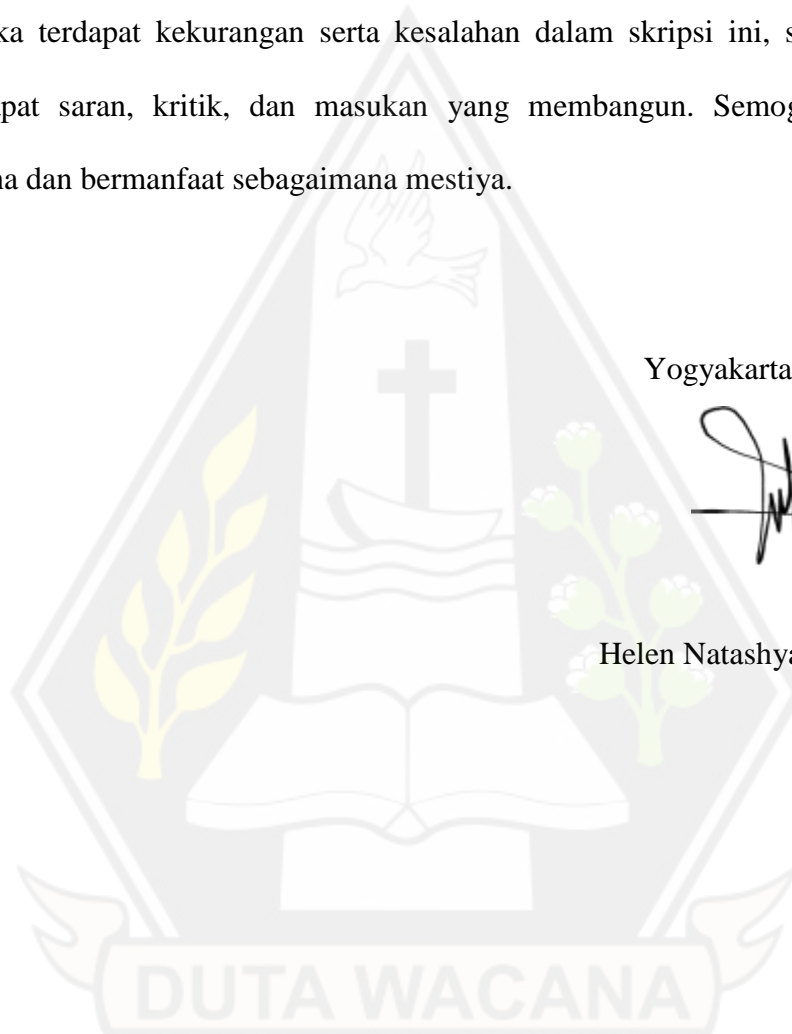 ka terdapat kekurangan serta kesalahan dalam skripsi ini, s
pat saran, kritik, dan masukan yang membangun. Semog
na dan bermanfaat sebagaimana mestiya.
Yogyakarta
Helen Natashya
DUTA WACANA